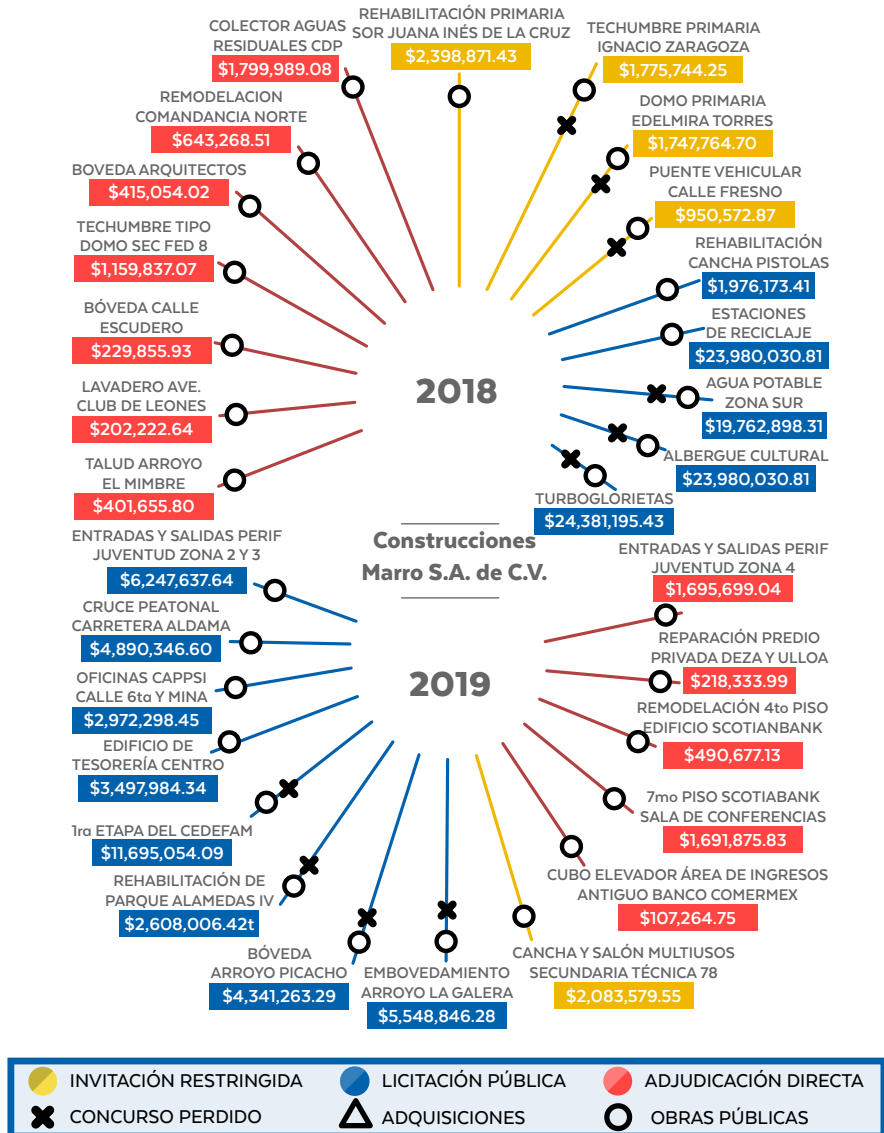 COLECTOR AGUAS
RESIDUALES CDP
$1,799,989.08
REHABILITACIÓN PRIMARIA
SOR JUANA INÉS DE LA CRUZ
$2,398,871.43
TECHUMBRE PRIMARIA
IGNACIO ZARAGOZA
$1,775,744.25
REMODELACION
COMANDANCIA NORTE
$643,268.51
DOMO PRIMARIA
EDELMIRA TORRES
$1,747,764.70
BOVEDA ARQUITECTOS
$415,054.02
PUENTE VEHICULAR
CALLE FRESNO
$950,572.87
TECHUMBRE TIPO
DOMO SEC FED 8
$1,159,837.07
REHABILITACIÓN
CANCHA PISTOLAS
$1,976,173.41
BÓVEDA CALLE
ESCUDERO
$229,855.93
ESTACIONES
DE RECICLAJE
$23,980,030.81
LAVADERO AVE.
CLUB DE LEONES
$202,222.64
2018
AGUA POTABLE
ZONA SUR
$19,762,898.31
TALUD ARROYO
EL MIMBRE
$401,655.80
ALBERGUE CULTURAL
$23,980,030.81
TURBOGLORIETAS
$24,381,195.43
Construcciones
Marro S.A. de C.V.
ENTRADAS Y SALIDAS PERIF
JUVENTUD ZONA 2 Y 3
$6,247,637.64
ENTRADAS Y SALIDAS PERIF
JUVENTUD ZONA 4
$1,695,699.04
CRUCE PEATONAL
CARRETERA ALDAMA
$4,890,346.60
REPARACIÓN PREDIO
PRIVADA DEZA Y ULLOA
$218,333.99
OFICINAS CAPPSI
CALLE 6ta Y MINA
$2,972,298.45
2019
REMODELACIÓN 4to PISO
EDIFICIO SCOTIANBANK
$490,677.13
EDIFICIO DE
TESORERÍA CENTRO
$3,497,984.34
7mo PISO SCOTIABANK
SALA DE CONFERENCIAS
$1,691,875.83
1ra ETAPA DEL CEDEFAM
$11,695,054.09
CUBO ELEVADOR ÁREA DE INGRESOS
ANTIGUO BANCO COMERMEX
$107,264.75
REHABILITACIÓN DE
PARQUE ALAMEDAS IV
$2,608,006.42t
BÓVEDA
ARROYO PICACHO
$4,341,263.29
EMBOVEDAMIENTO
ARROYO LA GALERA
$5,548,846.28
CANCHA Y SALÓN MULTIUSOS
SECUNDARIA TÉCNICA 78
$2,083,579.55
INVITACIÓN RESTRINGIDA
LICITACIÓN PÚBLICA
ADJUDICACIÓN DIRECTA
CONCURSO PERDIDO
ADQUISICIONES
OBRAS PÚBLICAS